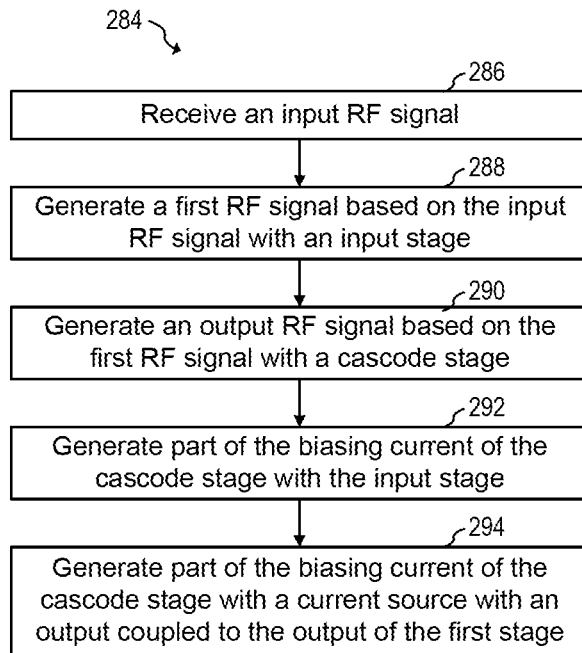 284
286
Receive an input RF signal
288
Generate a first RF signal based on the input
RF signal with an input stage
290
Generate an output RF signal based on the
first RF signal with a cascode stage
292
Generate part of the biasing current of the
cascode stage with the input stage
294
Generate part of the biasing current of the
cascode stage with a current source with an
output coupled to the output of the first stage